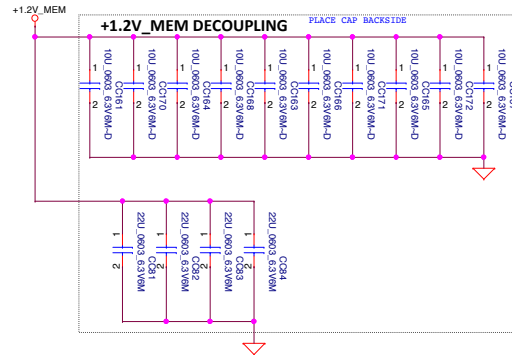 +1.2V_MEM
+1.2V_MEM DECOUPLING
PLACE CAP BACKSIDE
1
2
10U_0603_6.3V6M~D
CC161
1
2
10U_0603_6.3V6M~D
CC170
1
2
10U_0603_6.3V6M~D
CC164
1
2
10U_0603_6.3V6M~D
CC168
1
2
10U_0603_6.3V6M~D
CC163
1
2
10U_0603_6.3V6M~D
CC166
1
2
10U_0603_6.3V6M~D
CC171
1
2
10U_0603_6.3V6M~D
CC165
1
2
10U_0603_6.3V6M~D
CC172
1
2
10U_0603_6.3V6M~D
1
2
22U_0603_6.3V6M
CC81
1
2
22U_0603_6.3V6M
CC82
1
2
22U_0603_6.3V6M
CC83
1
2
22U_0603_6.3V6M
CC84